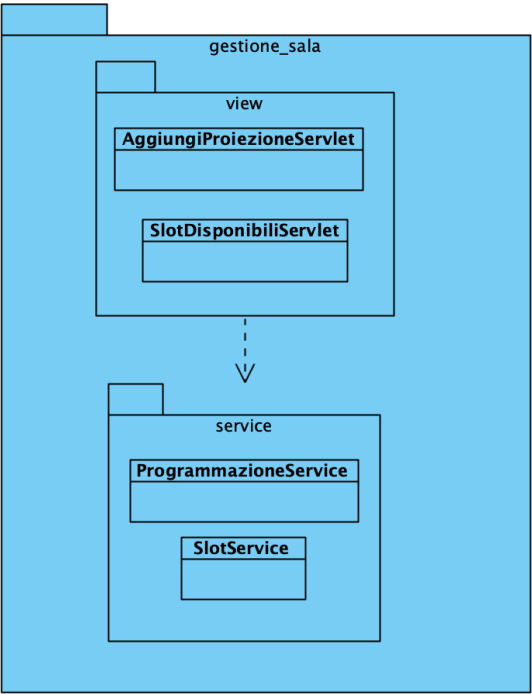 gestione_sala
view
AggiungiProiezioneServlet
SlotDisponibiliServlet
service
ProgrammazioneService
SlotService